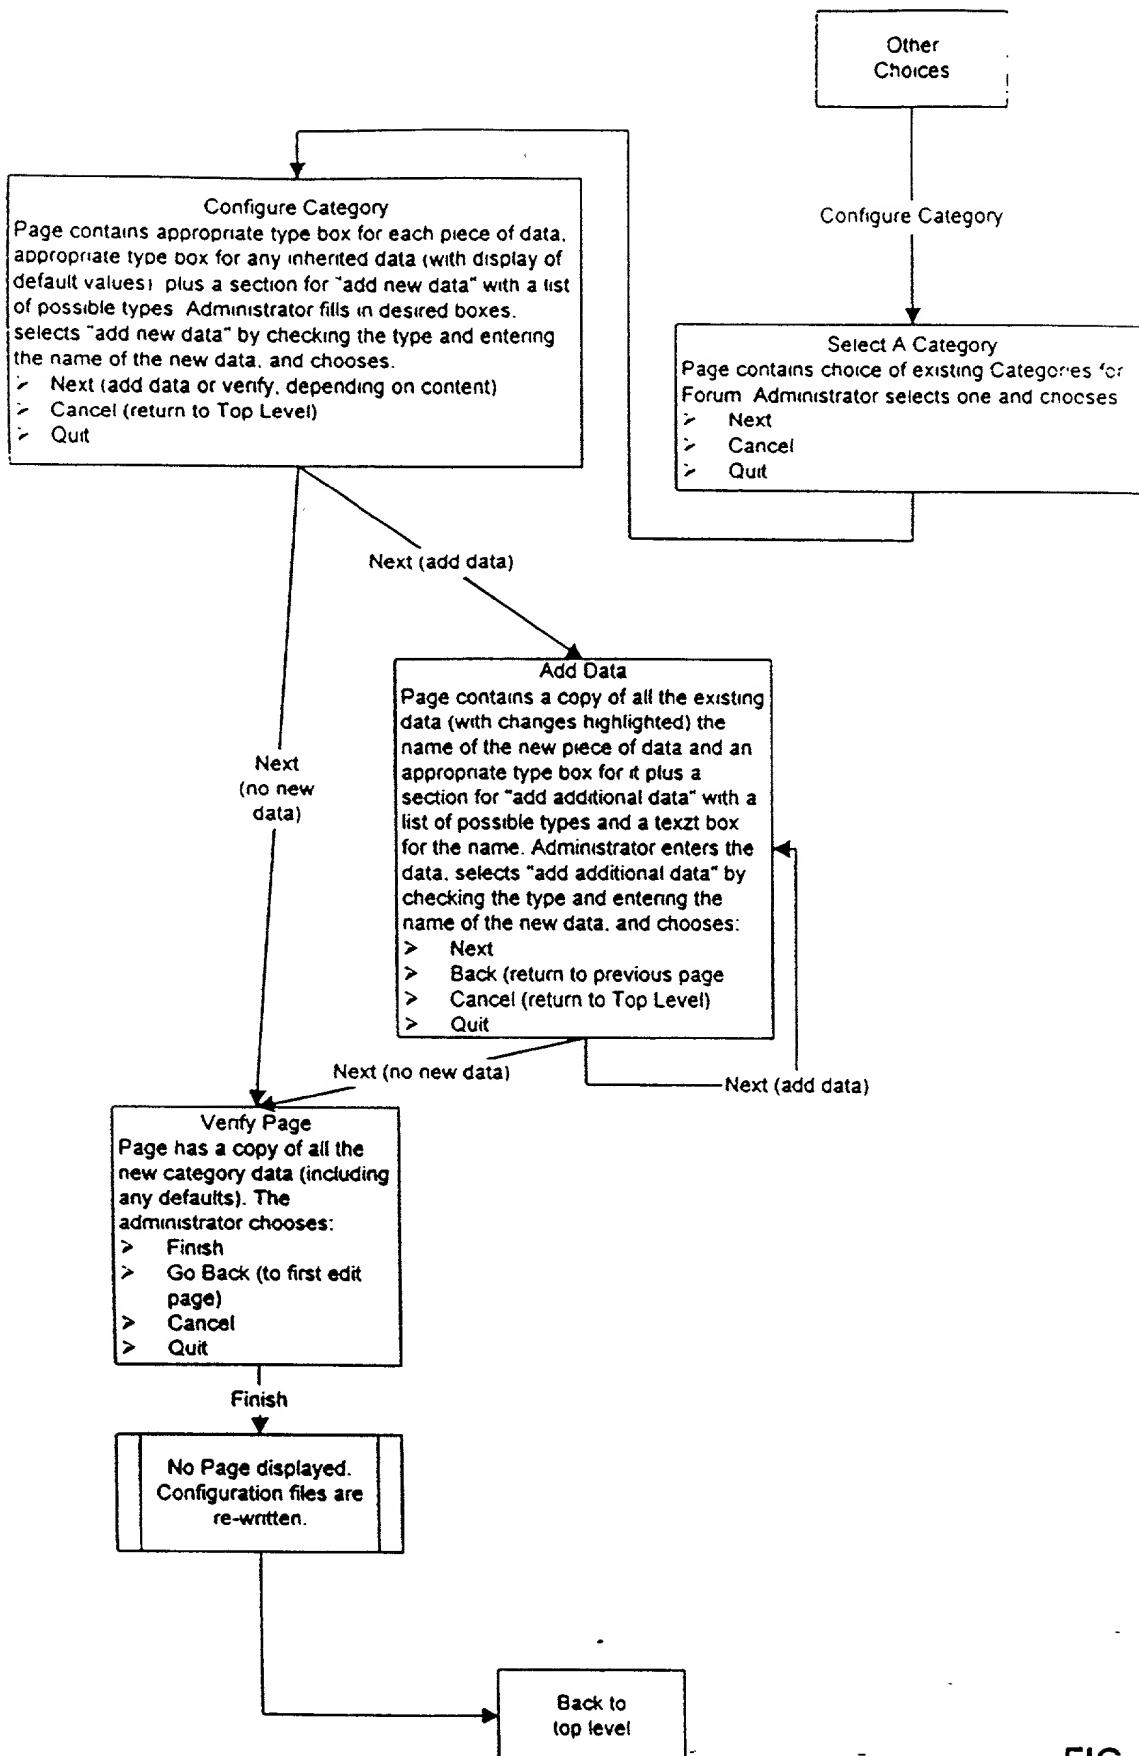 Other
Choices
Configure Category
Select A Category
Page contains choice of existing Categories for
Forum Administrator selects one and chooses
> Next
> Cancel
> Quit
Configure Category
Page contains appropriate type box for each piece of data,
appropriate type box for any inherited data (with display of
default values) plus a section for "add new data" with a list
of possible types Administrator fills in desired boxes,
selects "add new data" by checking the type and entering
the name of the new data, and chooses.
> Next (add data or verify, depending on content)
> Cancel (return to Top Level)
> Quit
Next (add data)
Next
(no new
data)
Add Data
Page contains a copy of all the existing
data (with changes highlighted) the
name of the new piece of data and an
appropriate type box for it plus a
section for "add additional data" with a
list of possible types and a texzt box
for the name. Administrator enters the
data, selects "add additional data" by
checking the type and entering the
name of the new data, and chooses:
> Next
> Back (return to previous page
> Cancel (return to Top Level)
> Quit
Next (no new data)
Next (add data)
Verify Page
Page has a copy of all the
new category data (including
any defaults). The
administrator chooses:
> Finish
> Go Back (to first edit
page)
> Cancel
> Quit
Finish
No Page displayed.
Configuration files are
re-written.
Back to
top level
FIG